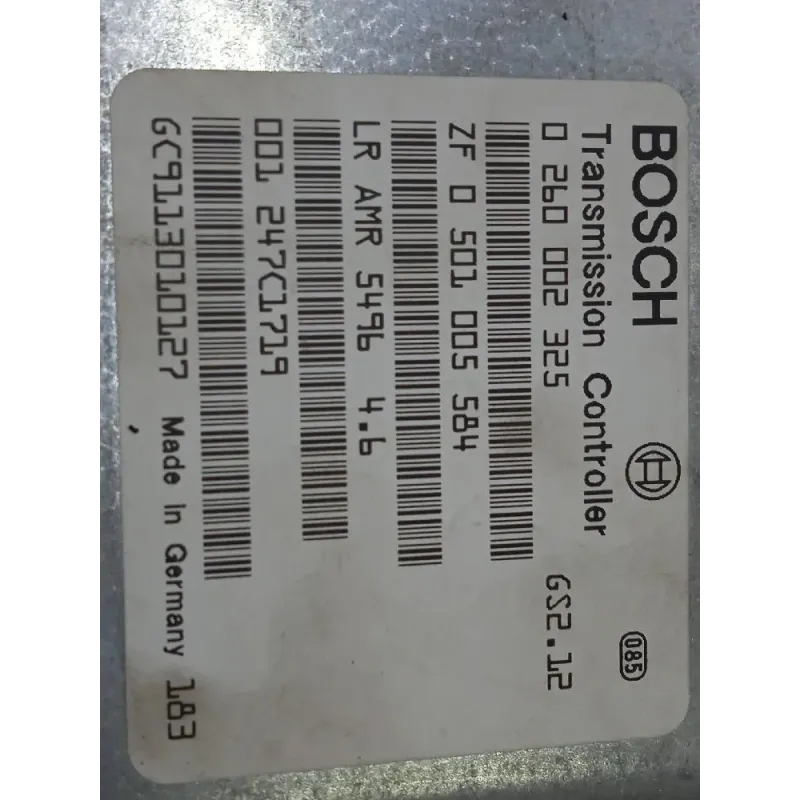 BOSCH
085
Transmission Controller
0 260 002 325 GS2.12
ZF 0 501 005 584
LR AMR 5496 4.6
001 247C1719
GC9113010127 Made In Germany 183